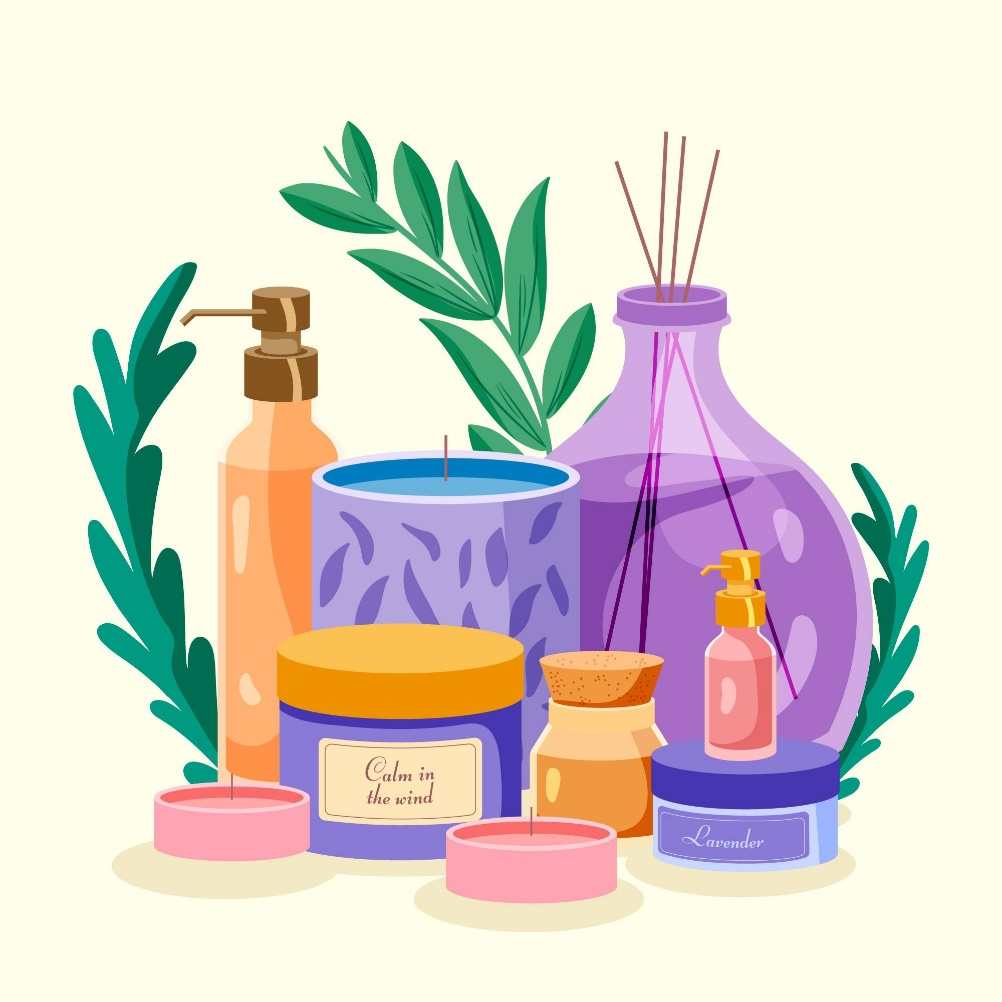 Calm in
the wind
Lavender